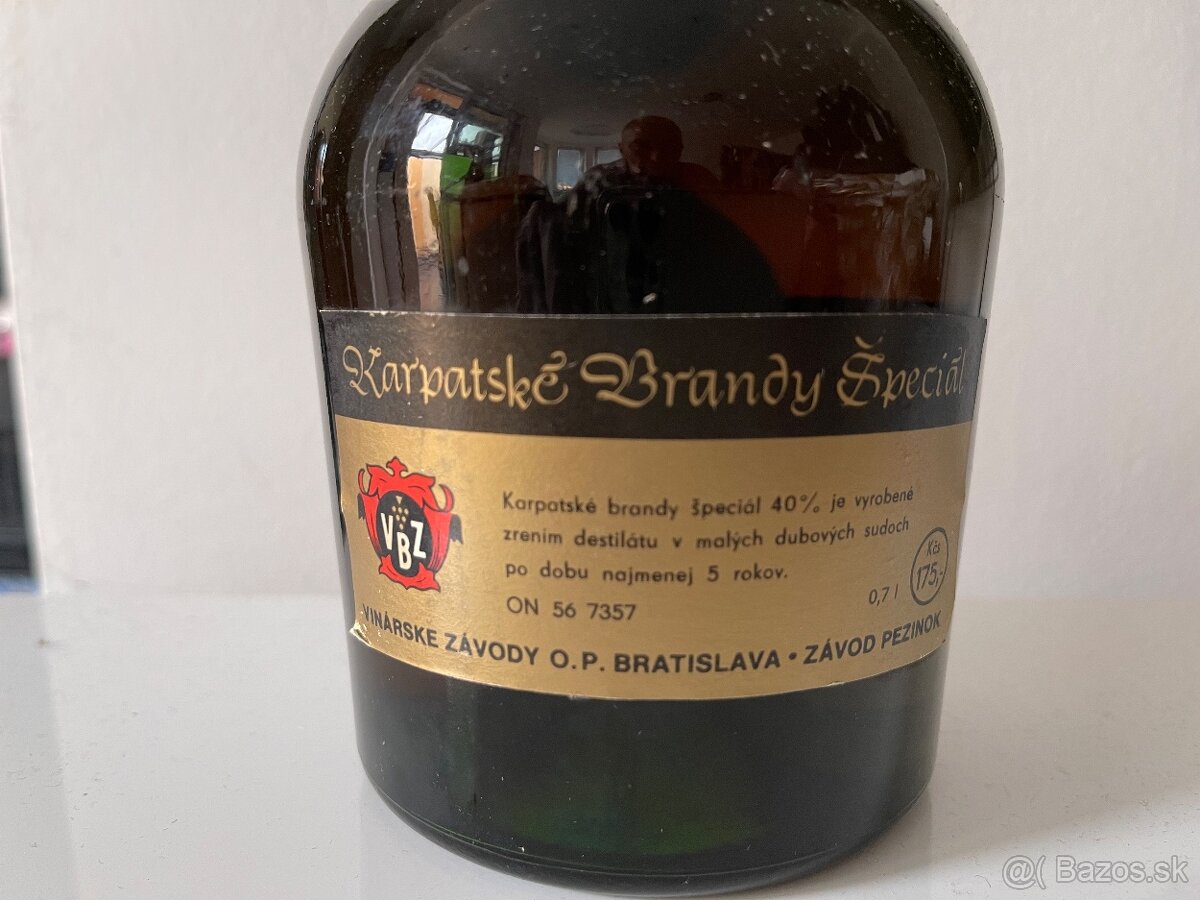 Karpatské Brandy Špeciál
VBZ
Karpatské brandy špeciál 40% je vyrobené
zrením destilátu v malých dubových sudoch
po dobu najmenej 5 rokov.
ON 56 7357
0,7 l
Kčs
175,-
VINÁRSKE ZÁVODY O.P. BRATISLAVA • ZÁVOD PEZINOK
@( Bazos.sk